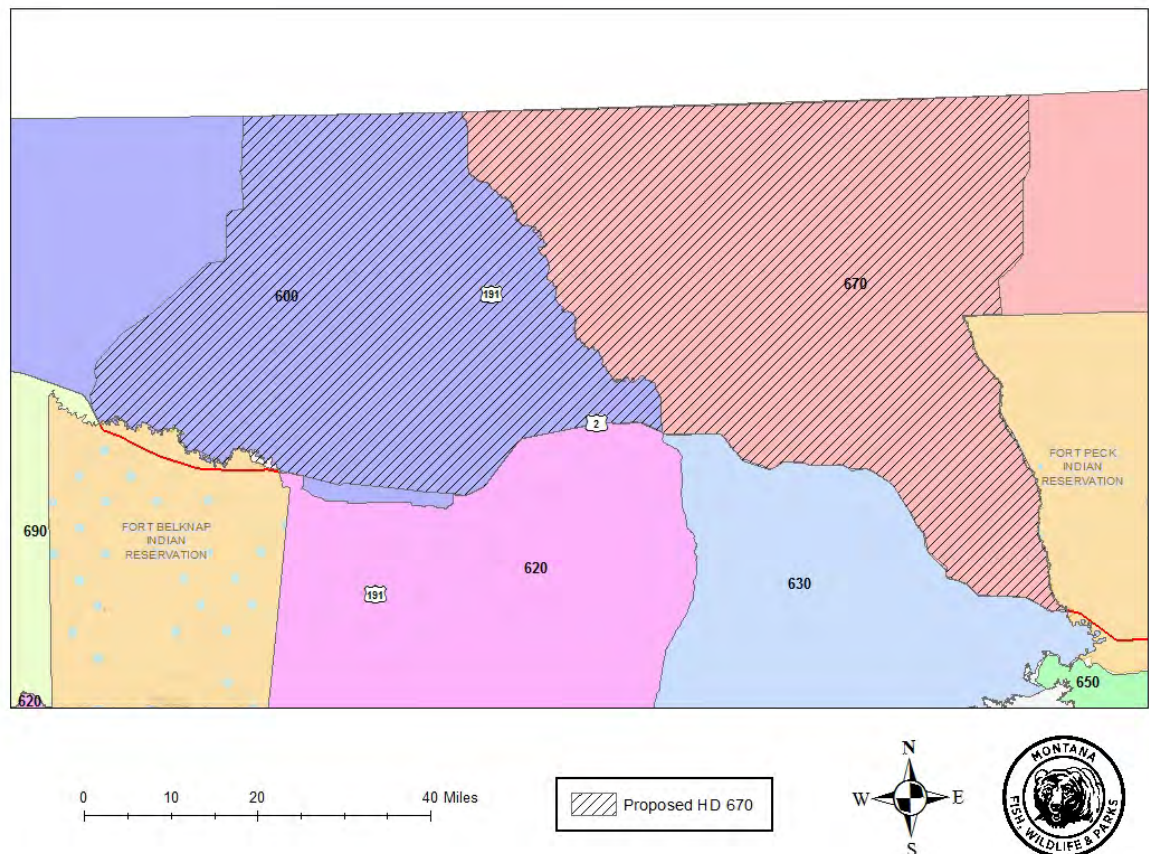 600
191
670
2
FORT PECK
INDIAN
RESERVATION
690
FORT BELKNAP
INDIAN
RESERVATION
620
191
630
620
650
0 10 20 40 Miles
Proposed HD 670
N
W E
S
MONTANA
FISH, WILDLIFE & PARKS